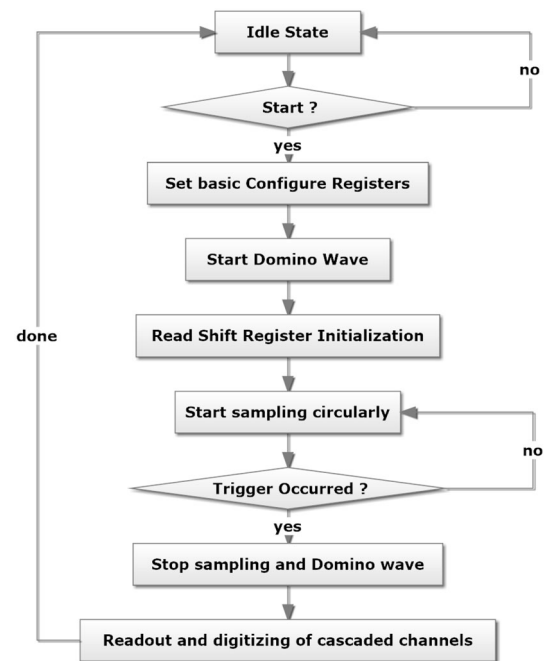 Idle State
no
Start ?
yes
Set basic Configure Registers
Start Domino Wave
done
Read Shift Register Initialization
Start sampling circularly
no
Trigger Occurred ?
yes
Stop sampling and Domino wave
Readout and digitizing of cascaded channels